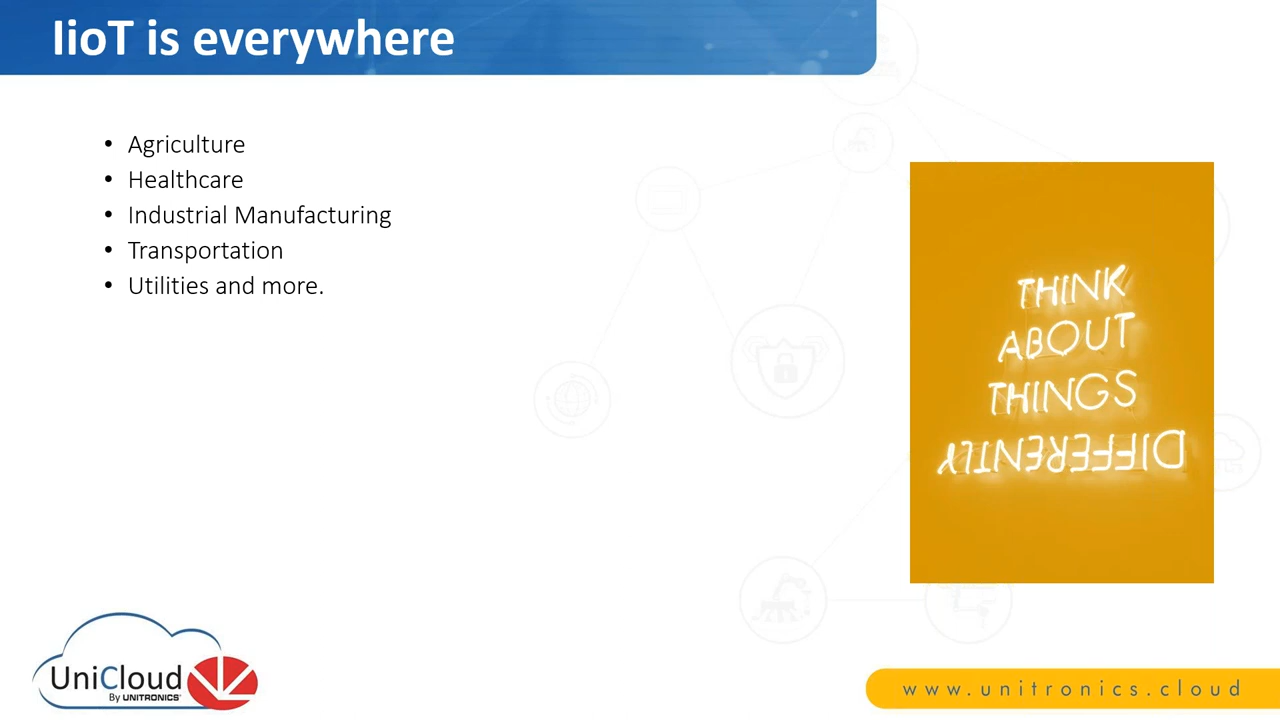 IioT is everywhere
• Agriculture
• Healthcare
• Industrial Manufacturing
• Transportation
• Utilities and more.
THINK
ABOUT
THINGS
DIFFERENTLY
UniCloud
By UNITRONICS
www.unitronics.cloud